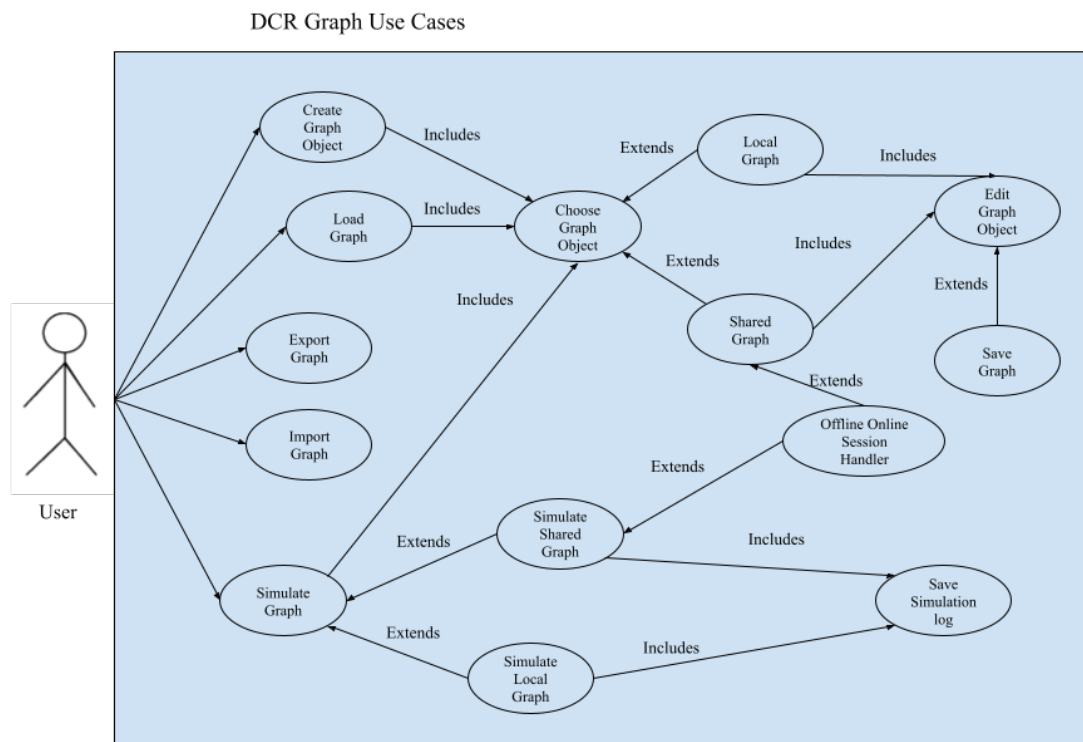 DCR Graph Use Cases
Create
Graph
Object
Includes
Extends
Local
Graph
Includes
Load
Graph
Includes
Choose
Graph
Object
Edit
Graph
Object
Includes
Extends
Includes
Extends
Export
Graph
Shared
Graph
Save
Graph
Extends
Import
Graph
Offline Online
Session
Handler
User
Extends
Simulate
Shared
Graph
Extends
Includes
Simulate
Graph
Save
Simulation
log
Extends
Includes
Simulate
Local
Graph